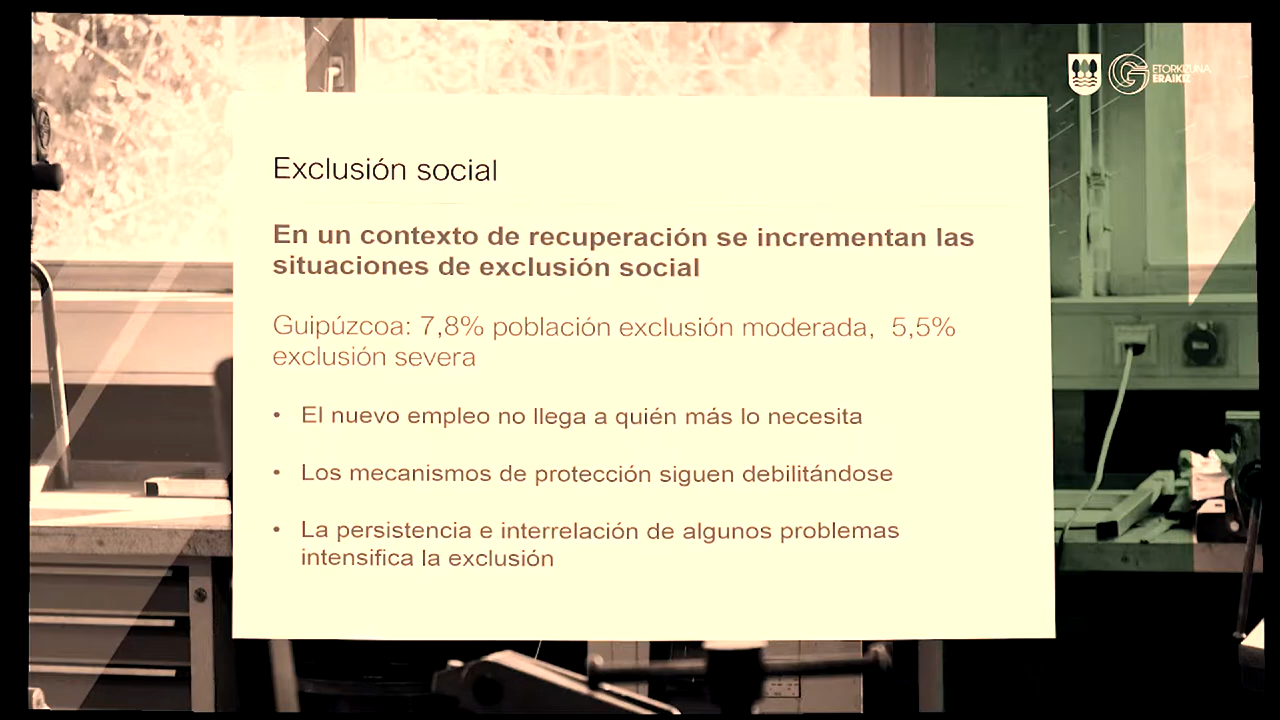 ETORKIZUNA
ERAIKIZ
Exclusión social
En un contexto de recuperación se incrementan las
situaciones de exclusión social
Guipúzcoa: 7,8% población exclusión moderada, 5,5%
exclusión severa
• El nuevo empleo no llega a quién más lo necesita
• Los mecanismos de protección siguen debilitándose
• La persistencia e interrelación de algunos problemas
intensifica la exclusión